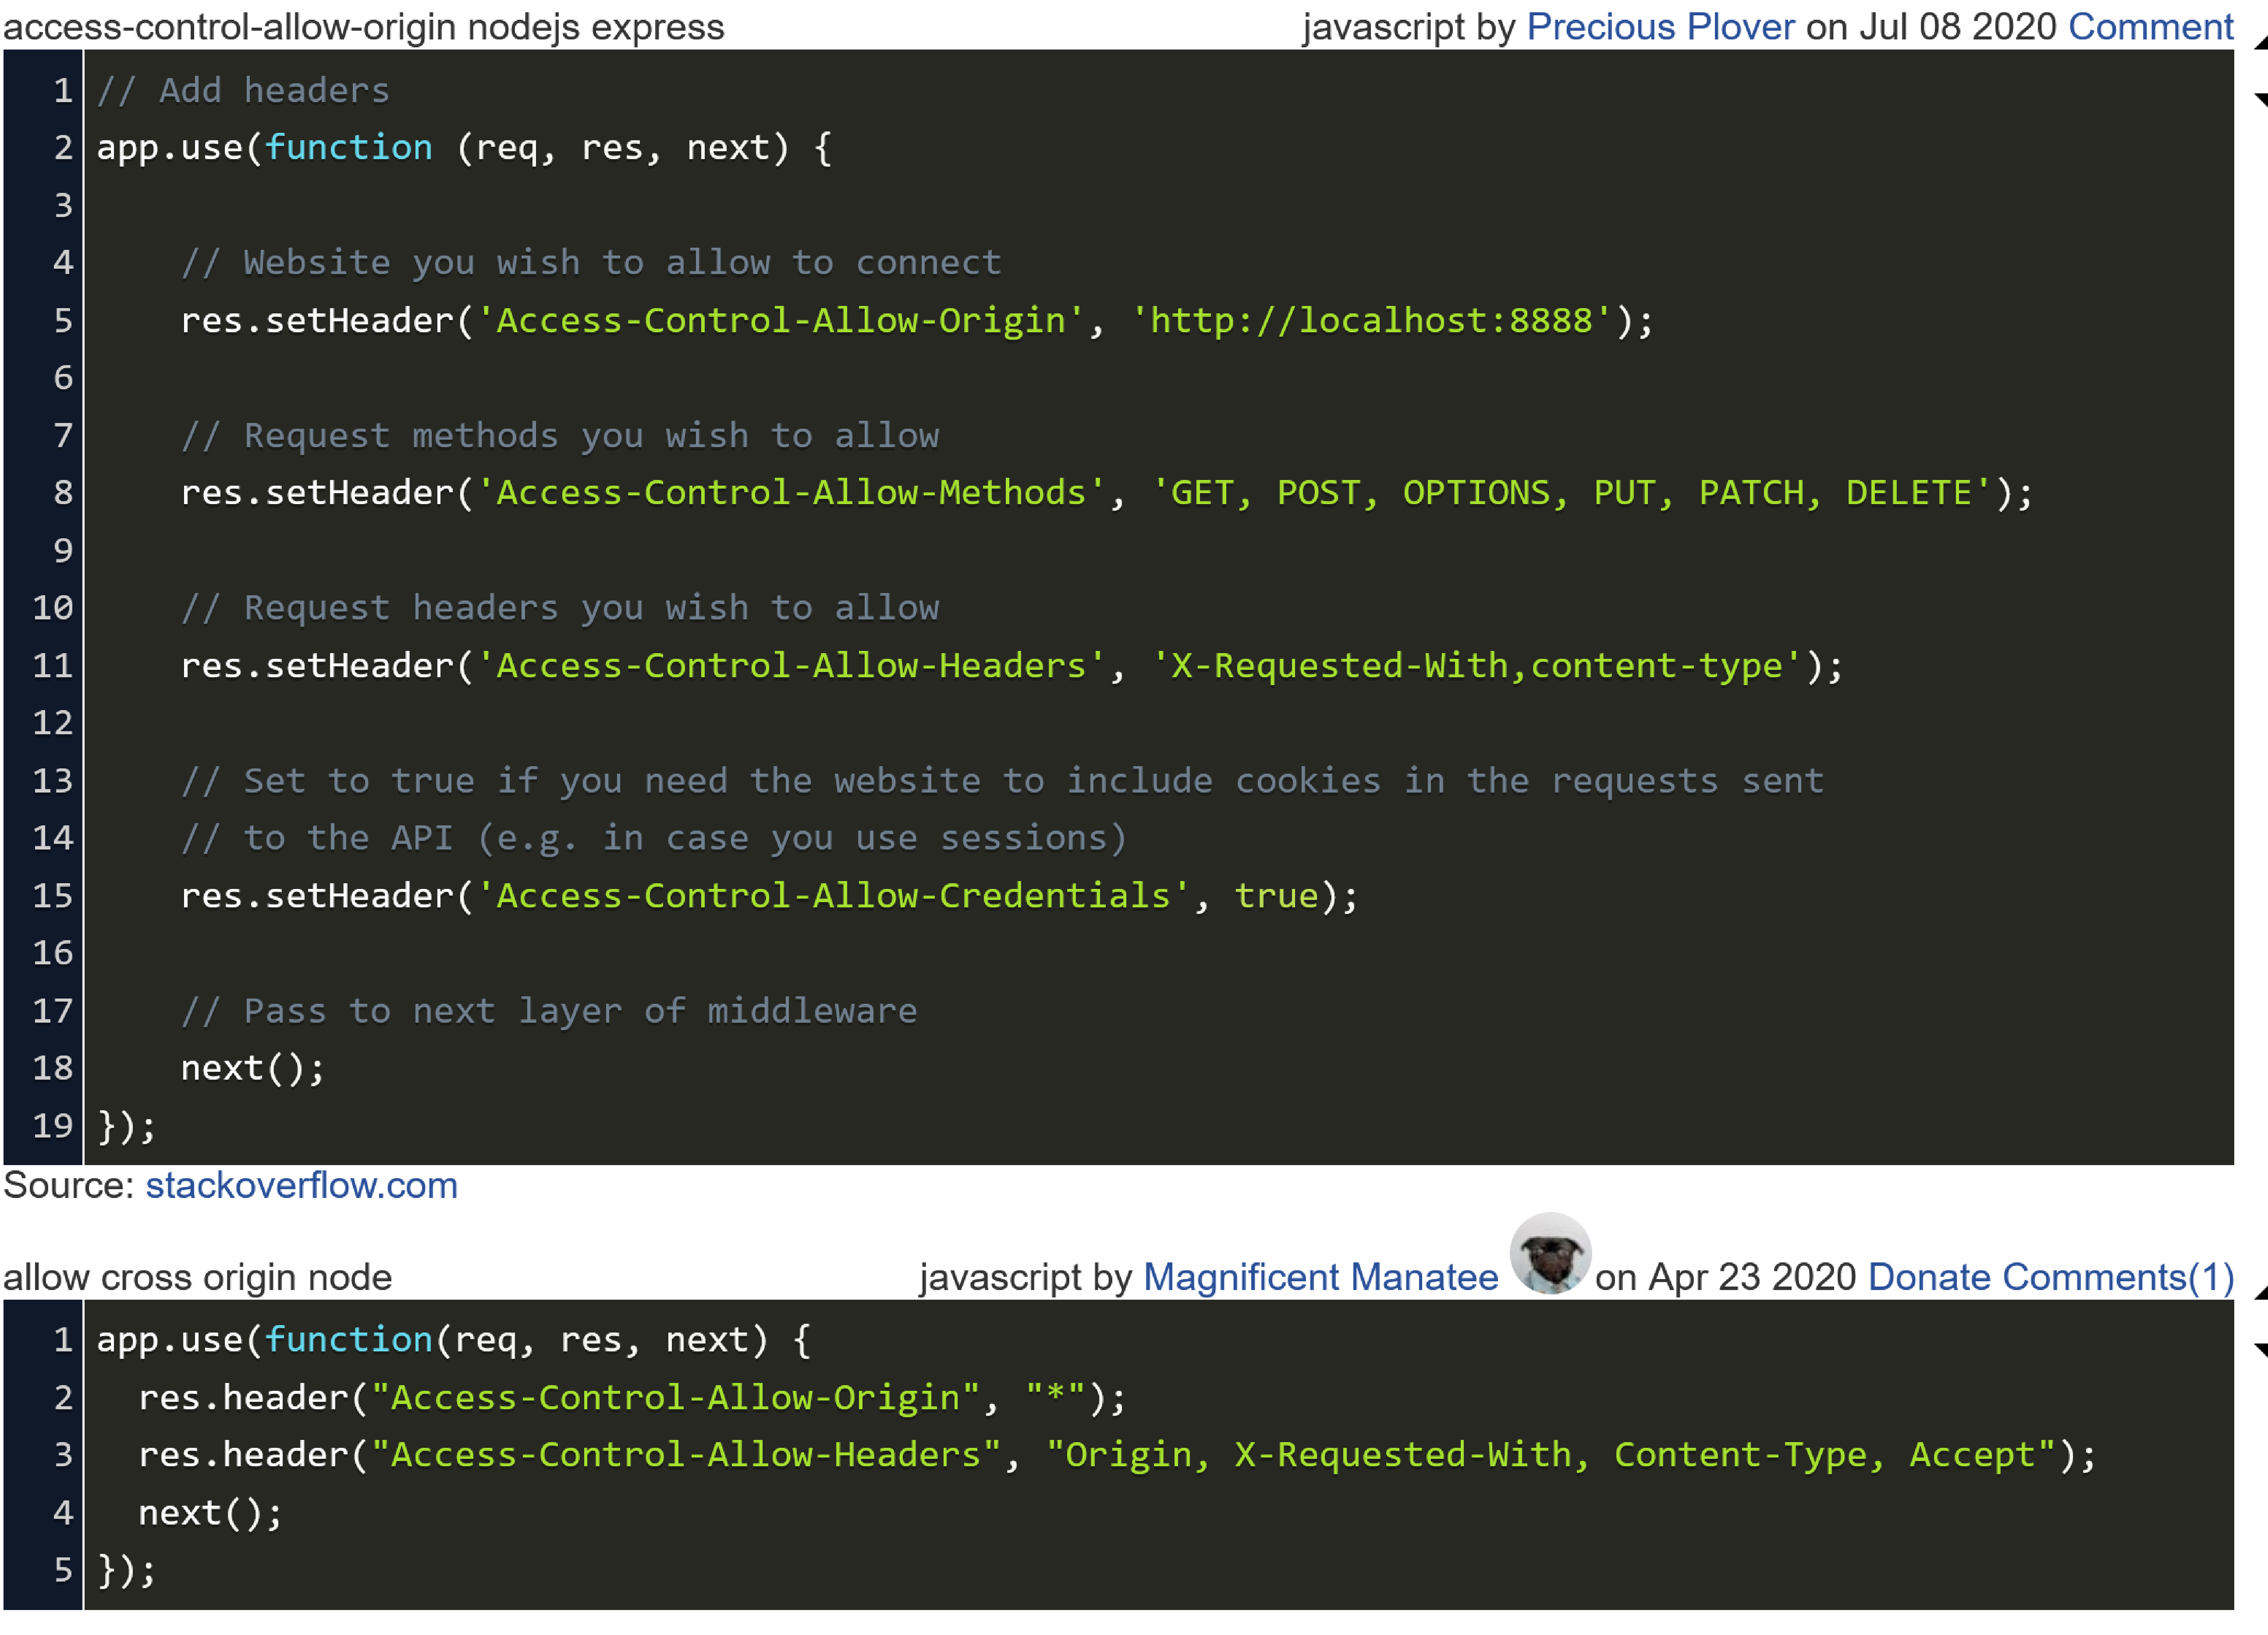 access-control-allow-origin nodejs express javascript by Precious Plover on Jul 08 2020 Comment
1 // Add headers
2 app.use(function (req, res, next) {
3
4     // Website you wish to allow to connect
5     res.setHeader('Access-Control-Allow-Origin', 'http://localhost:8888');
6
7     // Request methods you wish to allow
8     res.setHeader('Access-Control-Allow-Methods', 'GET, POST, OPTIONS, PUT, PATCH, DELETE');
9
10     // Request headers you wish to allow
11     res.setHeader('Access-Control-Allow-Headers', 'X-Requested-With,content-type');
12
13     // Set to true if you need the website to include cookies in the requests sent
14     // to the API (e.g. in case you use sessions)
15     res.setHeader('Access-Control-Allow-Credentials', true);
16
17     // Pass to next layer of middleware
18     next();
19 });
Source: stackoverflow.com
allow cross origin node javascript by Magnificent Manatee on Apr 23 2020 Donate Comments(1)
1 app.use(function(req, res, next) {
2   res.header("Access-Control-Allow-Origin", "*");
3   res.header("Access-Control-Allow-Headers", "Origin, X-Requested-With, Content-Type, Accept");
4   next();
5 });